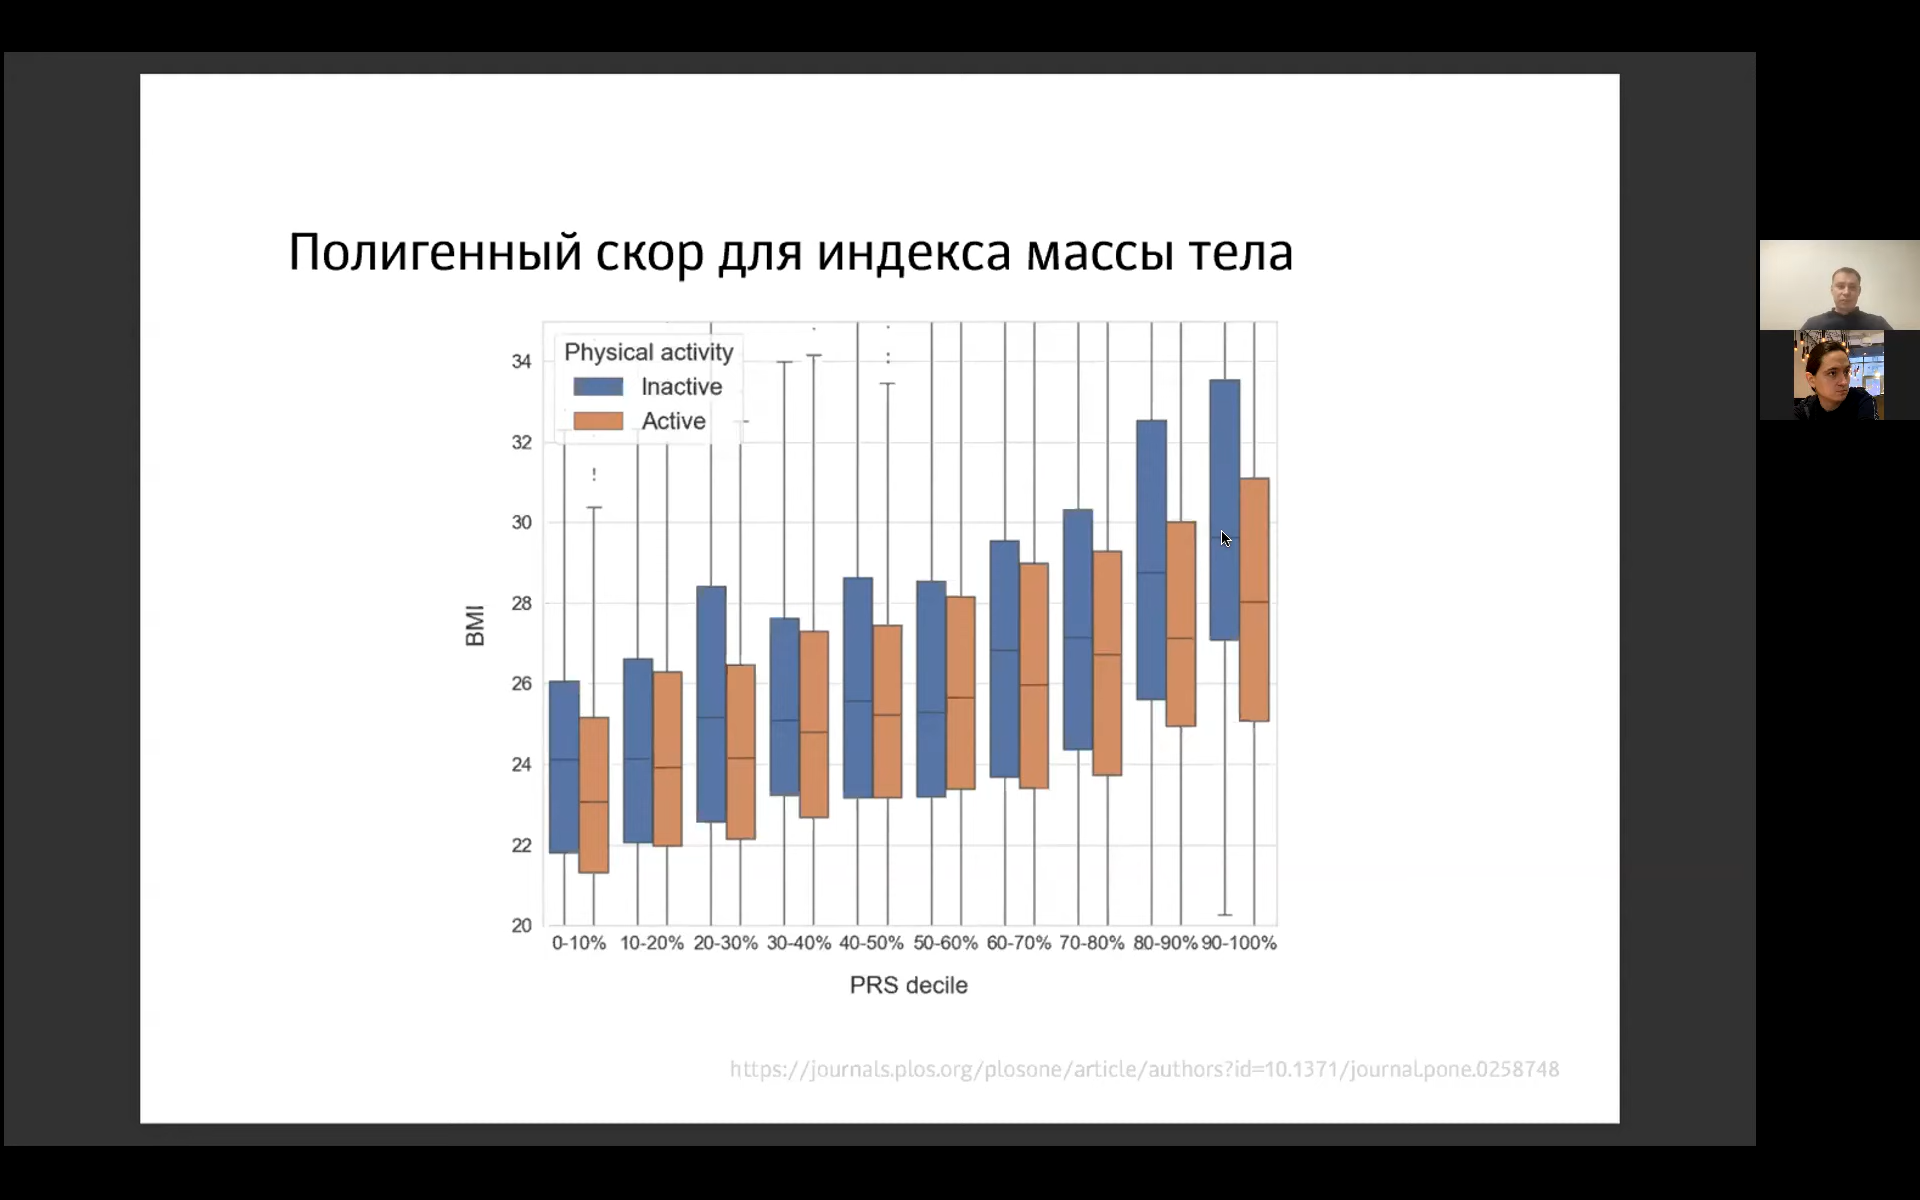 Полигенный скор для индекса массы тела
Physical activity
Inactive
Active
34
32
30
28
26
24
22
20
BMI
0-10% 10-20% 20-30% 30-40% 40-50% 50-60% 60-70% 70-80% 80-90% 90-100%
PRS decile
https://journals.plos.org/plosone/article/authors?id=10.1371/journal.pone.0258748